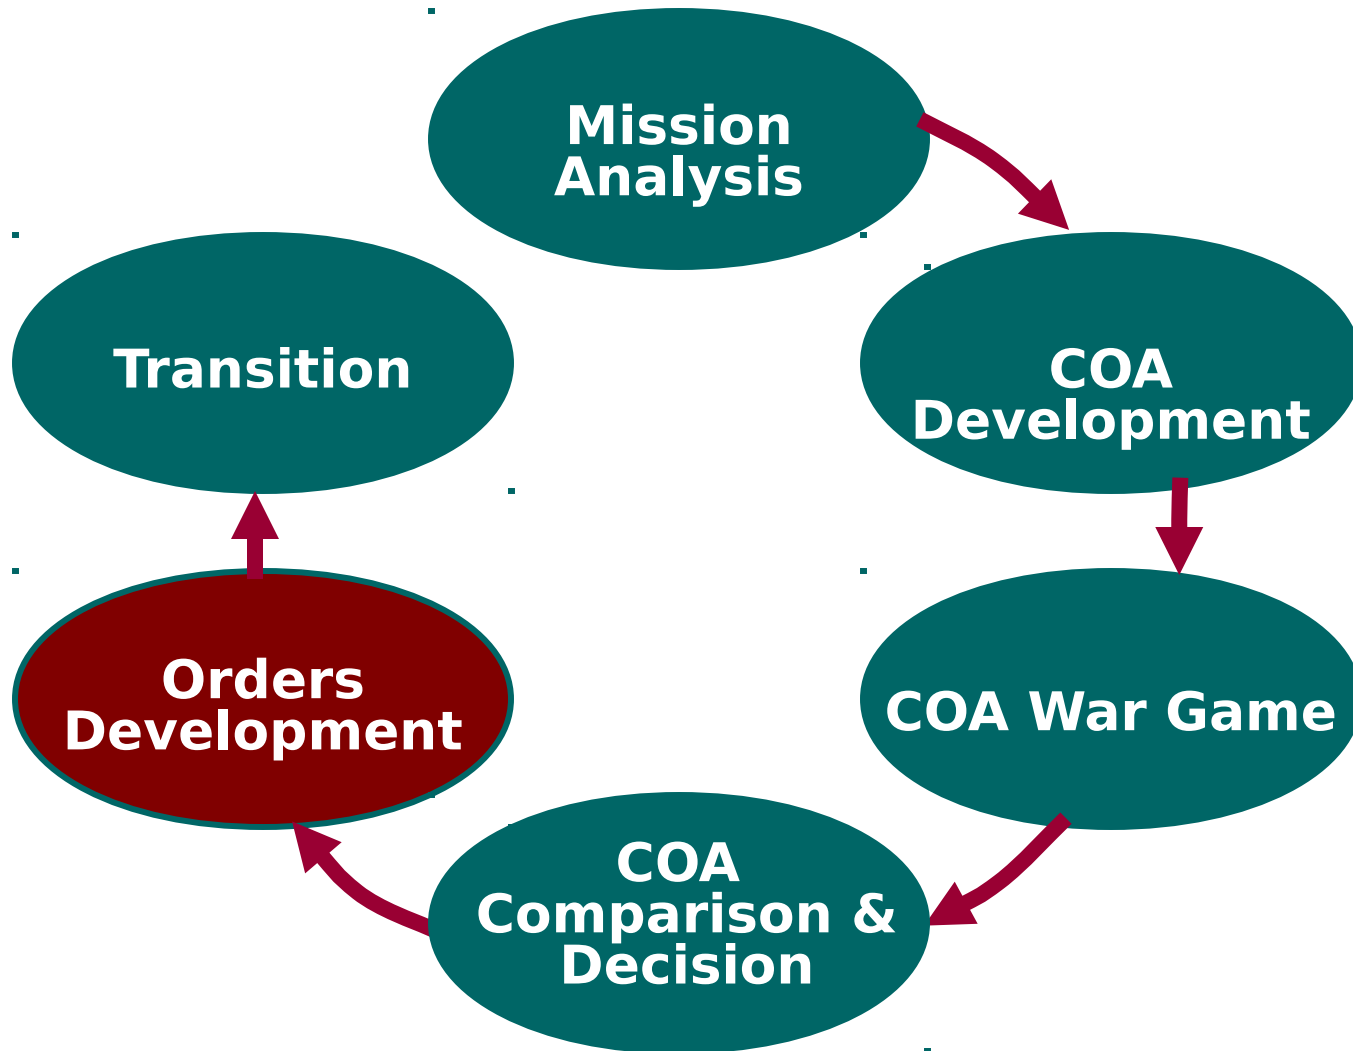 Mission
Analysis
COA
Development
COA War Game
COA
Comparison &
Decision
Orders
Development
Transition